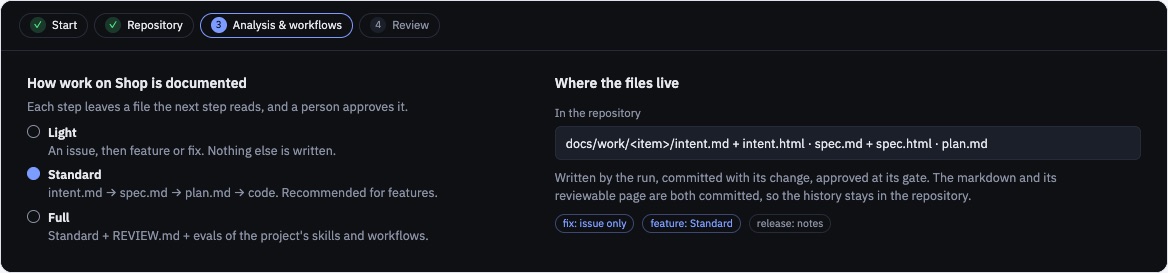 Start
Repository
3 Analysis & workflows
4 Review
How work on Shop is documented
Each step leaves a file the next step reads, and a person approves it.
Light
An issue, then feature or fix. Nothing else is written.
Standard
intent.md → spec.md → plan.md → code. Recommended for features.
Full
Standard + REVIEW.md + evals of the project's skills and workflows.
Where the files live
In the repository
docs/work/<item>/intent.md + intent.html · spec.md + spec.html · plan.md
Written by the run, committed with its change, approved at its gate. The markdown and its
reviewable page are both committed, so the history stays in the repository.
fix: issue only
feature: Standard
release: notes